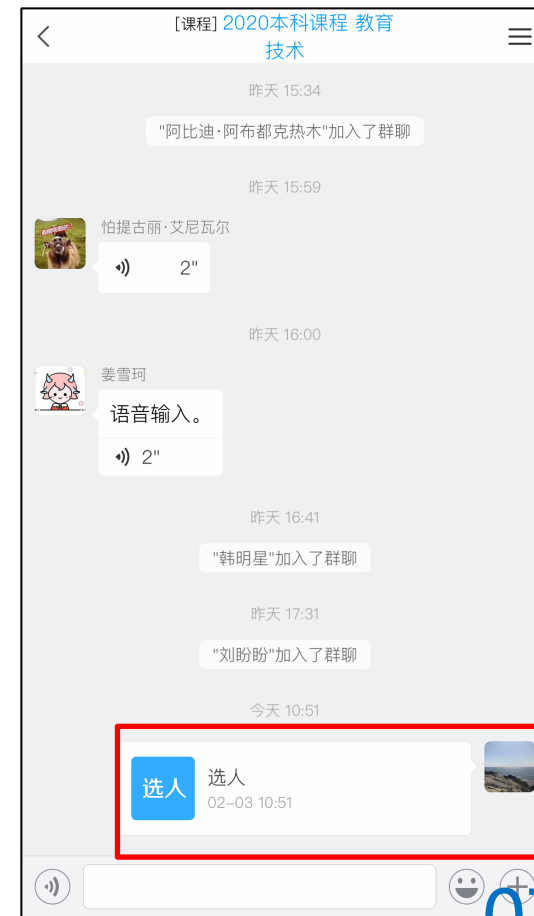 [课程] 2020本科课程 教育
技术
昨天 15:34
"阿比迪·阿布都克热木"加入了群聊
昨天 15:59
怕提古丽·艾尼瓦尔
2"
昨天 16:00
姜雪珂
语音输入。
2"
昨天 16:41
"韩明星"加入了群聊
昨天 17:31
"刘盼盼"加入了群聊
今天 10:51
选人
选人
02-03 10:51